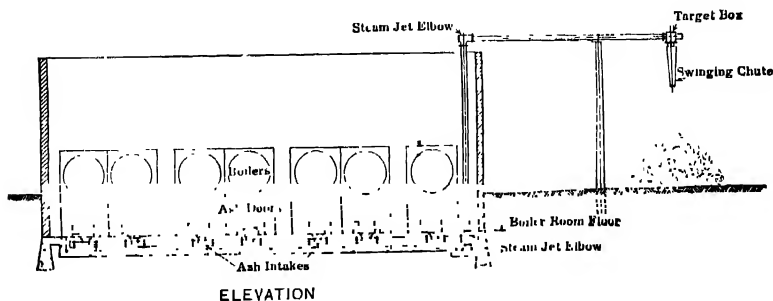 Steam Jet Elbow
Target Box
Swinging Chute
Boilers
Ash Doors
Boiler Room Floor
Steam Jet Elbow
Ash Intakes
ELEVATION